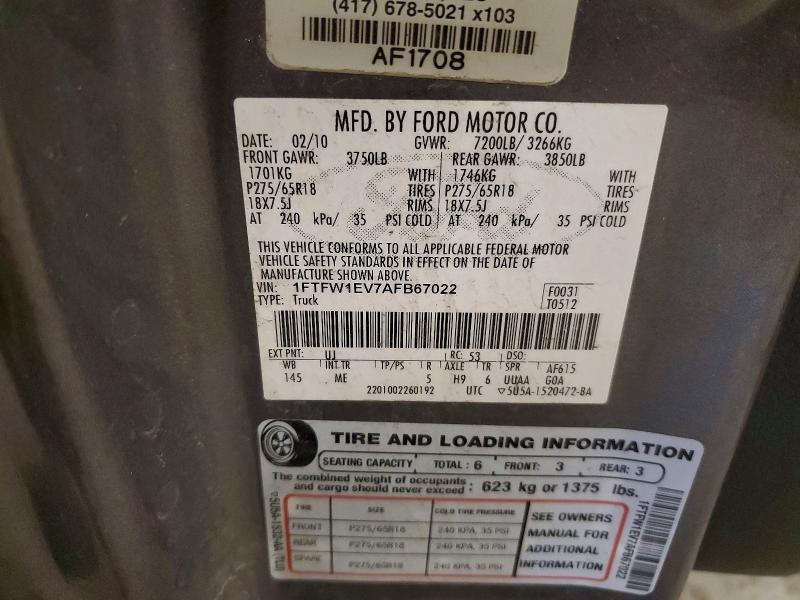 (417) 678-5021 x103
AF1708
MFD. BY FORD MOTOR CO.
DATE: 02/10 GVWR: 7200LB/ 3266KG
FRONT GAWR: 3750LB REAR GAWR: 3850LB
1701KG WITH 1746KG WITH
P275/65R18 TIRES P275/65R18 TIRES
18X7.5J RIMS 18X7.5J RIMS
AT 240 kPa/ 35 PSI COLD AT 240 kPa/ 35 PSI COLD
THIS VEHICLE CONFORMS TO ALL APPLICABLE FEDERAL MOTOR
VEHICLE SAFETY STANDARDS IN EFFECT ON THE DATE OF
MANUFACTURE SHOWN ABOVE.
VIN: 1FTFW1EV7AFB67022 F0031
TYPE: Truck T0512
EXT PNT: UJ RC: 53 DSO:
WB INT TR TP/PS R AXLE TR SPR AF615
145 ME 5 H9 6 UUAA GOA
2201002260192 UTC ▽5U5A-1520472-BA
TIRE AND LOADING INFORMATION
SEATING CAPACITY TOTAL : 6 FRONT: 3 REAR: 3
The combined weight of occupants
and cargo should never exceed : 623 kg or 1375 lbs.
TIRE SIZE COLD TIRE PRESSURE
FRONT P275/65R18 240 KPA, 35 PSI
REAR P275/65R18 240 KPA, 35 PSI
SPARE P275/65R18 240 KPA, 35 PSI
SEE OWNERS
MANUAL FOR
ADDITIONAL
INFORMATION
1FTFW1EV7AFB67022